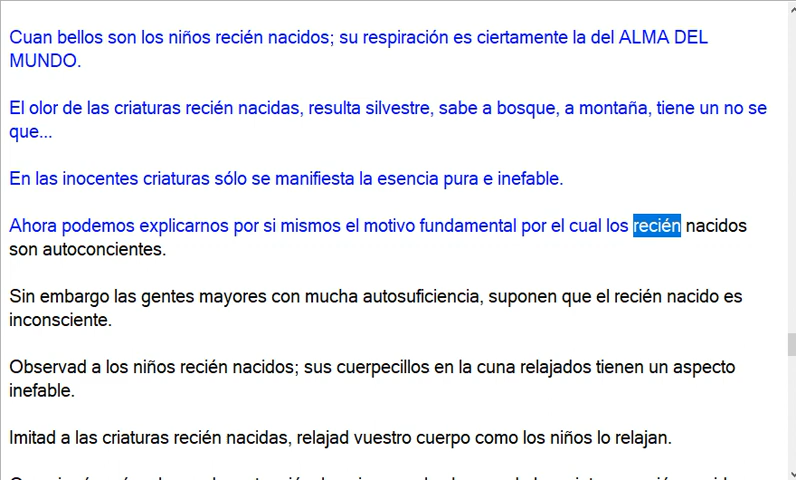 Cuan bellos son los niños recién nacidos; su respiración es ciertamente la del ALMA DEL
MUNDO.
El olor de las criaturas recién nacidas, resulta silvestre, sabe a bosque, a montaña, tiene un no se
que...
En las inocentes criaturas sólo se manifiesta la esencia pura e inefable.
Ahora podemos explicarnos por si mismos el motivo fundamental por el cual los recién nacidos
son autoconcientes.
Sin embargo las gentes mayores con mucha autosuficiencia, suponen que el recién nacido es
inconsciente.
Observad a los niños recién nacidos; sus cuerpecillos en la cuna relajados tienen un aspecto
inefable.
Imitad a las criaturas recién nacidas, relajad vuestro cuerpo como los niños lo relajan.